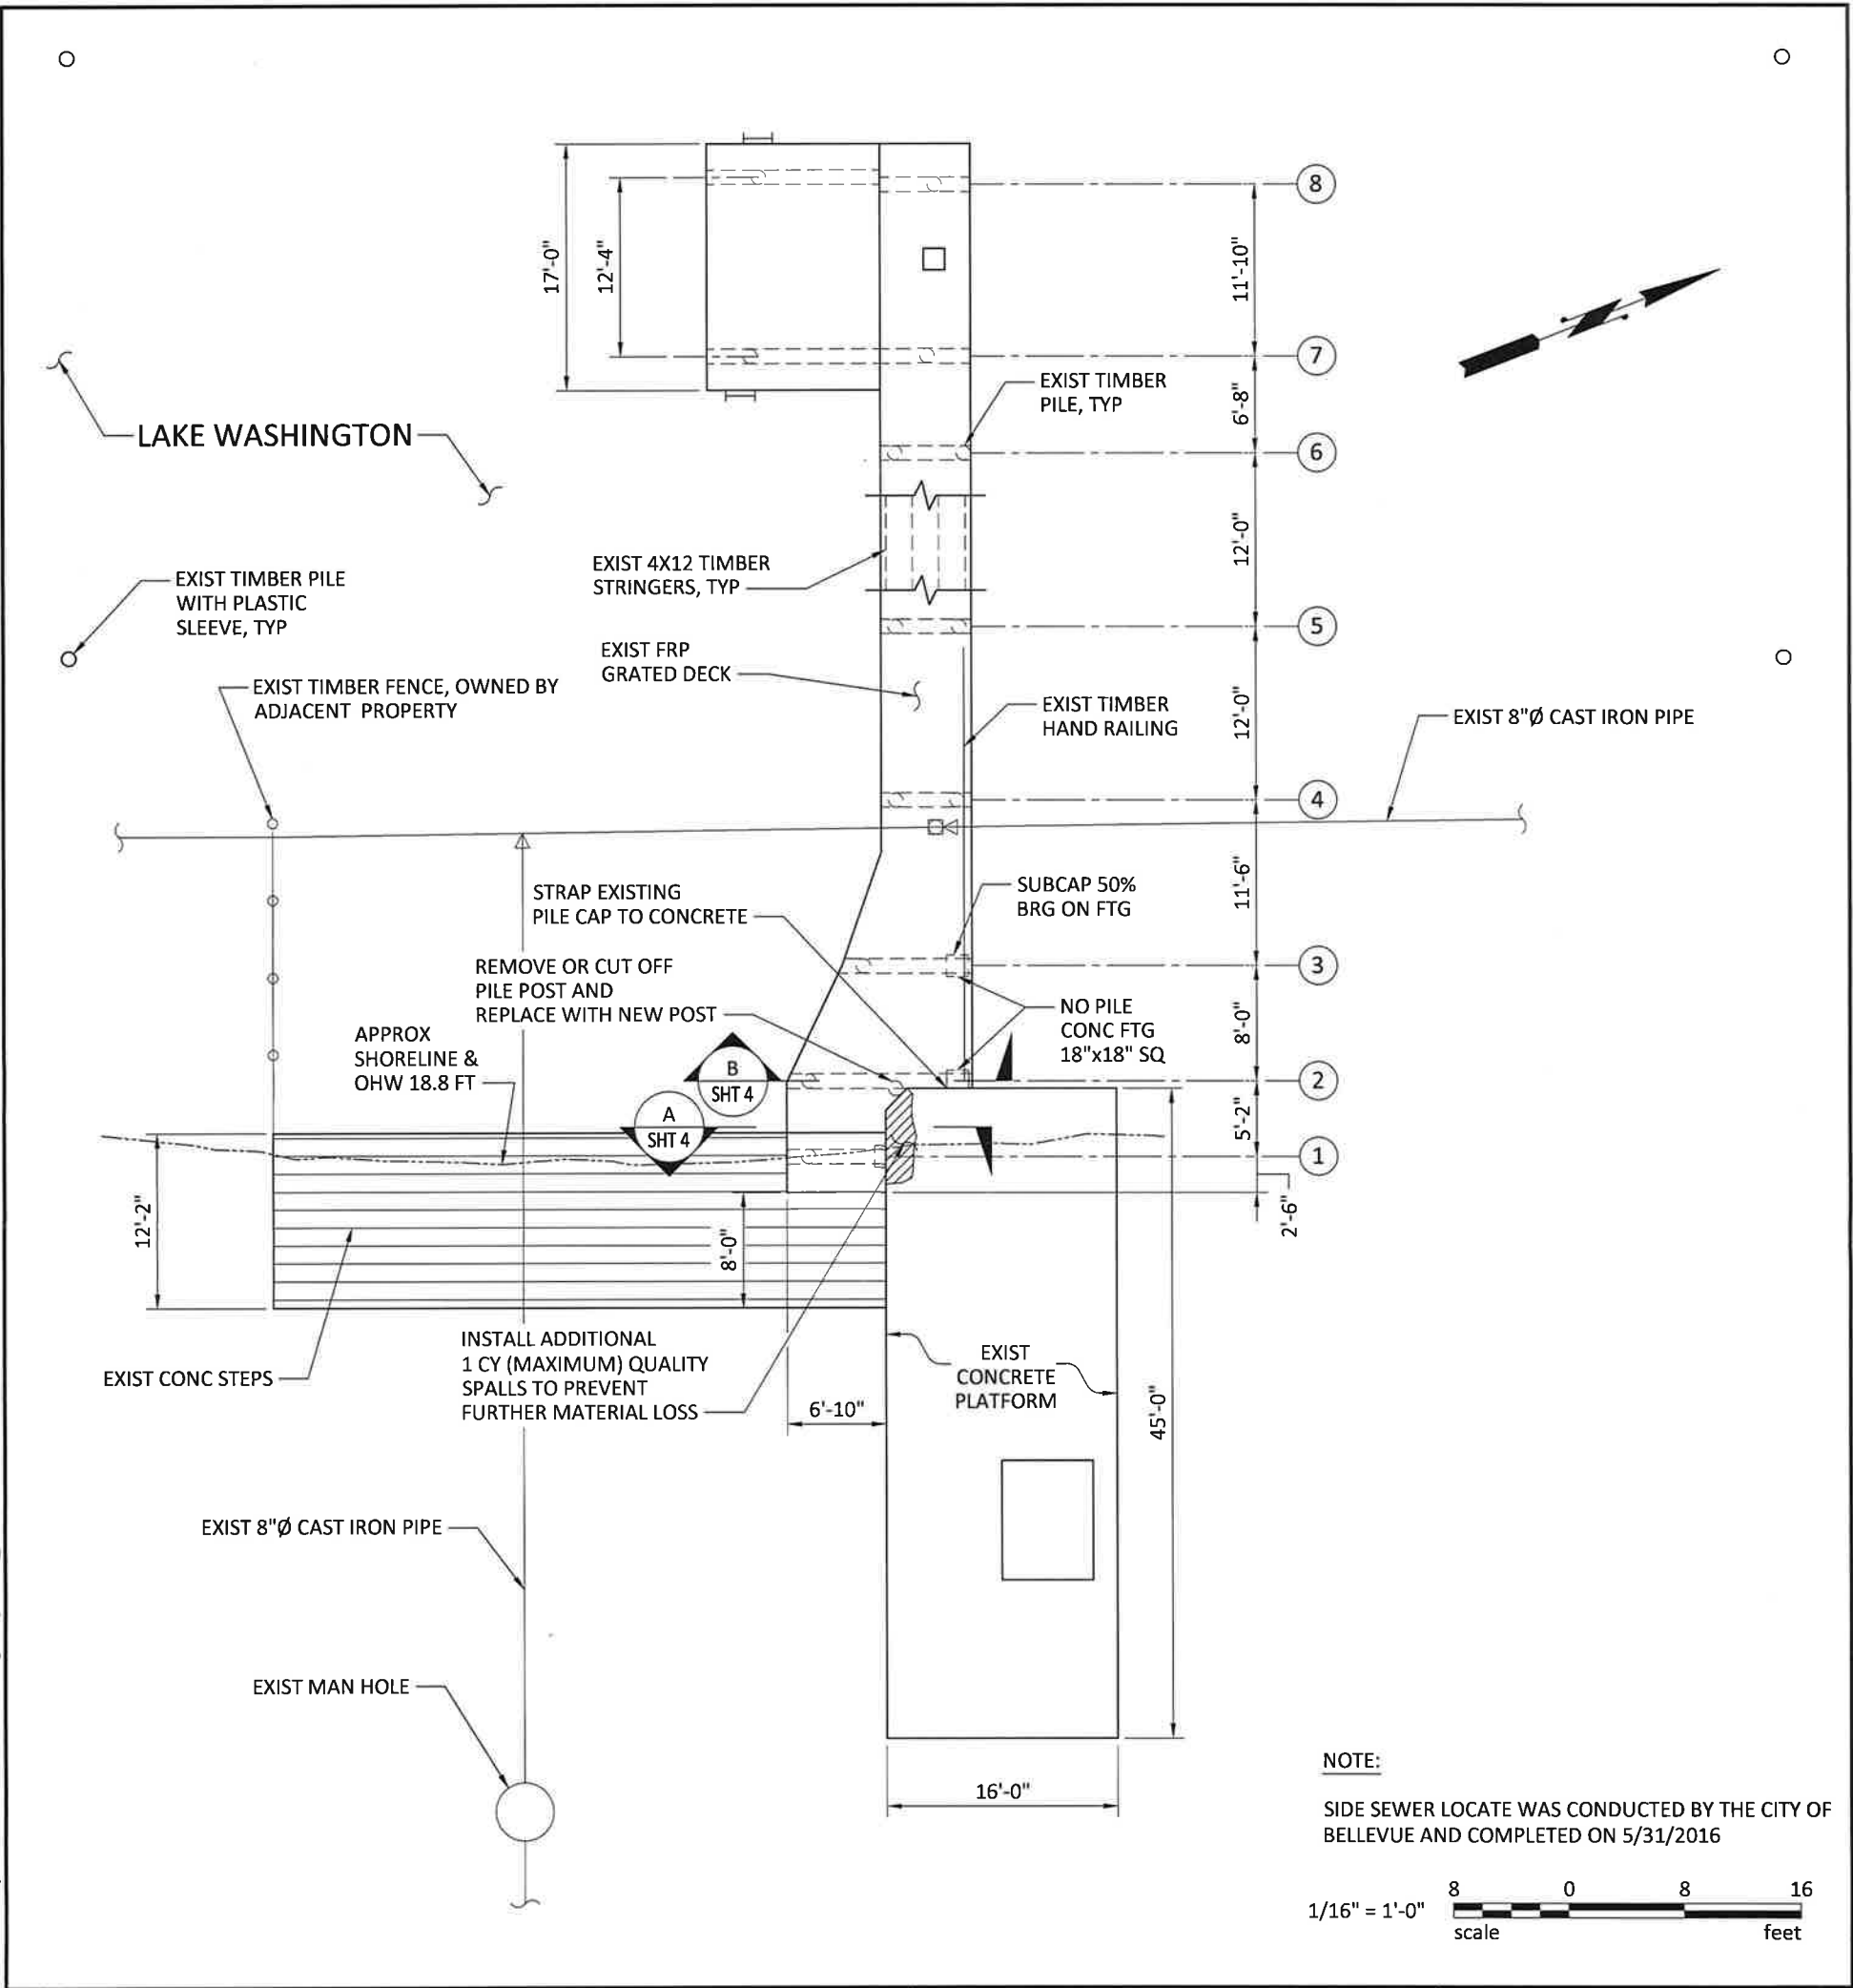 8
17'-0"
12'-4"
11'-10"
7
EXIST TIMBER
PILE, TYP
6'-8"
LAKE WASHINGTON
6
EXIST 4X12 TIMBER
STRINGERS, TYP
12'-0"
EXIST TIMBER PILE
WITH PLASTIC
SLEEVE, TYP
5
EXIST FRP
GRATED DECK
EXIST TIMBER FENCE, OWNED BY
ADJACENT PROPERTY
EXIST TIMBER
HAND RAILING
12'-0"
EXIST 8"Ø CAST IRON PIPE
4
STRAP EXISTING
PILE CAP TO CONCRETE
SUBCAP 50%
BRG ON FTG
11'-6"
REMOVE OR CUT OFF
PILE POST AND
REPLACE WITH NEW POST
3
NO PILE
CONC FTG
18"x18" SQ
8'-0"
APPROX
SHORELINE &
OHW 18.8 FT
B
SHT 4
2
A
SHT 4
5'-2"
1
12'-2"
8'-0"
2'-6"
EXIST CONC STEPS
INSTALL ADDITIONAL
1 CY (MAXIMUM) QUALITY
SPALLS TO PREVENT
FURTHER MATERIAL LOSS
6'-10"
EXIST
CONCRETE
PLATFORM
45'-0"
EXIST 8"Ø CAST IRON PIPE
EXIST MAN HOLE
16'-0"
NOTE:
SIDE SEWER LOCATE WAS CONDUCTED BY THE CITY OF
BELLEVUE AND COMPLETED ON 5/31/2016
8 0 8 16
1/16" = 1'-0"
scale feet